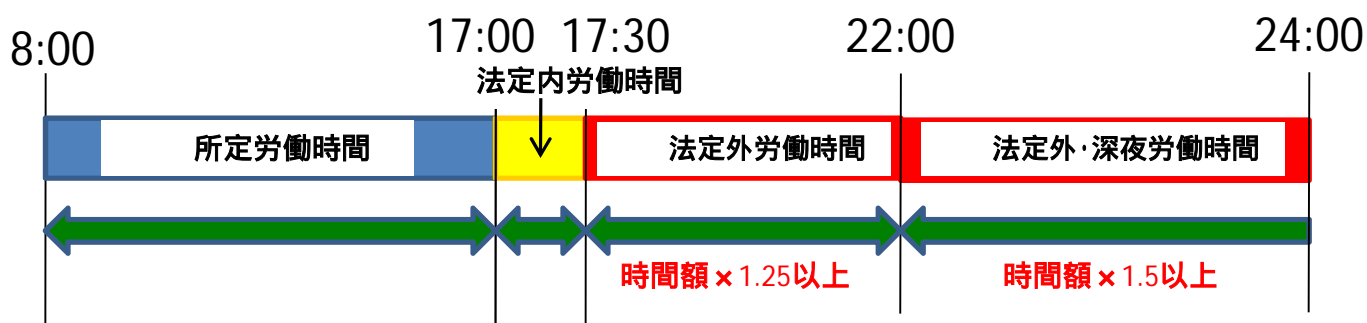 8:00 17:00 17:30 22:00 24:00
法定内労働時間
所定労働時間 法定外労働時間 法定外・深夜労働時間
時間額×1.25以上 時間額×1.5以上